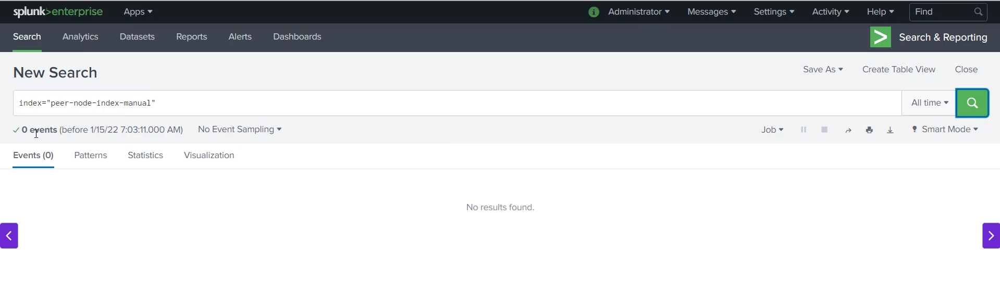 splunk>enterprise Apps Administrator Messages Settings Activity Help Find
Search Analytics Datasets Reports Alerts Dashboards Search & Reporting
New Search Save As Create Table View Close
index="peer-node-index-manual" All time
0 events (before 1/15/22 7:03:11.000 AM) No Event Sampling Job Smart Mode
Events (0) Patterns Statistics Visualization
No results found.